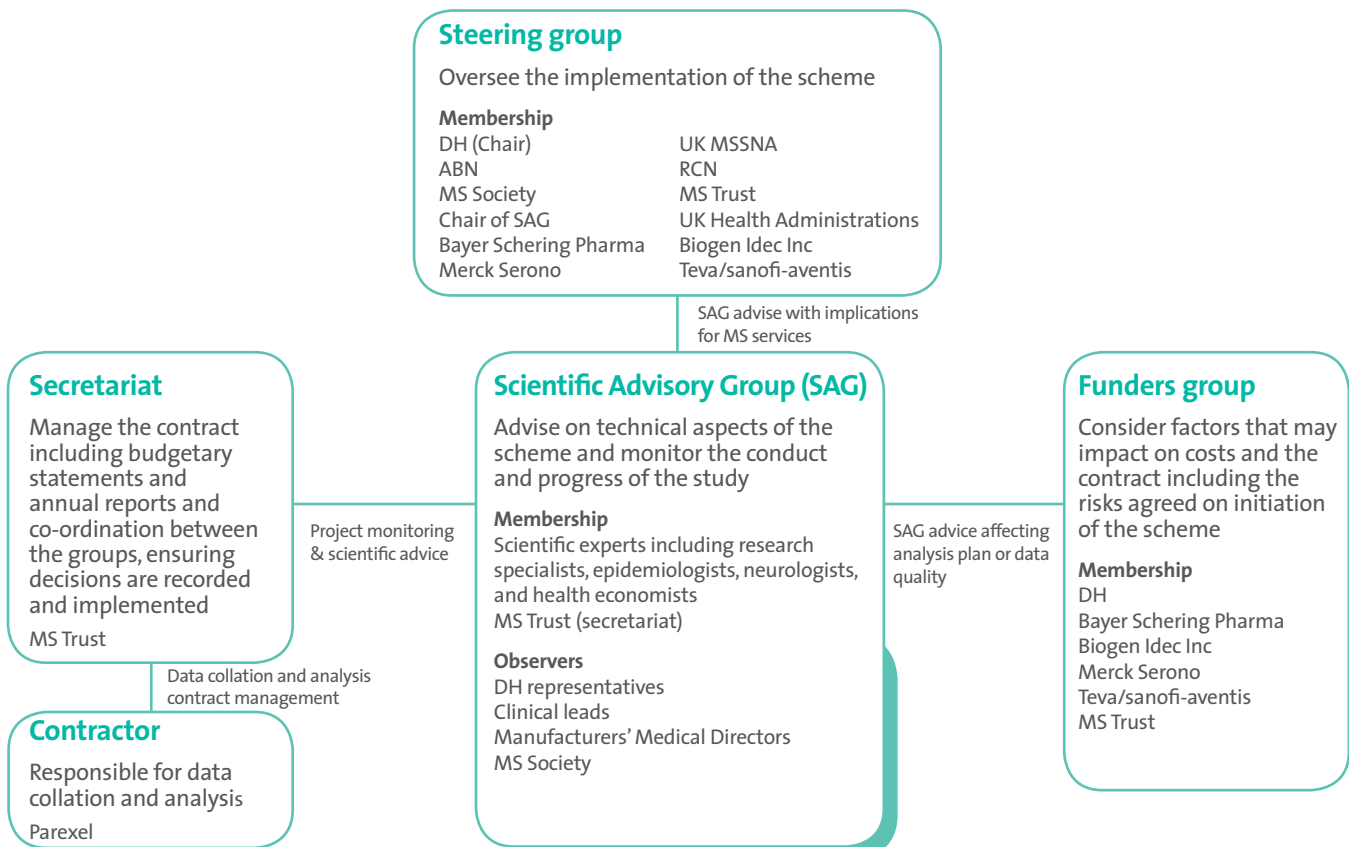 Steering group
Oversee the implementation of the scheme
Membership
DH (Chair)
ABN
MS Society
Chair of SAG
Bayer Schering Pharma
Merck Serono
UK MSSNA
RCN
MS Trust
UK Health Administrations
Biogen Idec Inc
Teva/sanofi-aventis
SAG advise with implications
for MS services
Secretariat
Manage the contract
including budgetary
statements and
annual reports and
co-ordination between
the groups, ensuring
decisions are recorded
and implemented
MS Trust
Project monitoring
& scientific advice
Scientific Advisory Group (SAG)
Advise on technical aspects of the
scheme and monitor the conduct
and progress of the study
Membership
Scientific experts including research
specialists, epidemiologists, neurologists,
and health economists
MS Trust (secretariat)
Observers
DH representatives
Clinical leads
Manufacturers’ Medical Directors
MS Society
SAG advice affecting
analysis plan or data
quality
Funders group
Consider factors that may
impact on costs and the
contract including the
risks agreed on initiation
of the scheme
Membership
DH
Bayer Schering Pharma
Biogen Idec Inc
Merck Serono
Teva/sanofi-aventis
MS Trust
Data collation and analysis
contract management
Contractor
Responsible for data
collation and analysis
Parexel